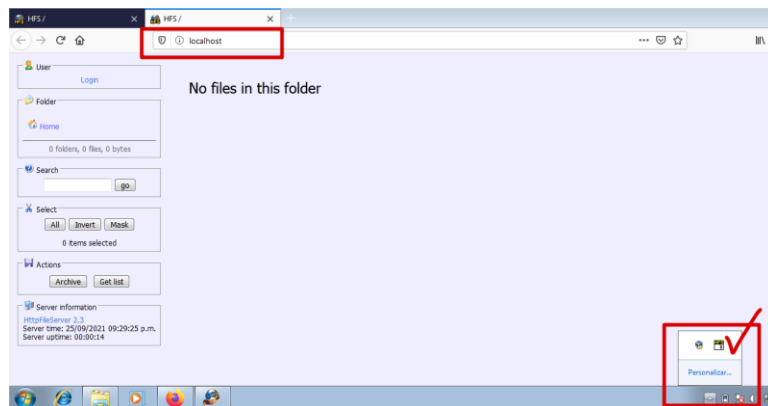 HFS /
HFS /
localhost
User
Login
Folder
Home
0 folders, 0 files, 0 bytes
Search
go
Select
All Invert Mask
0 items selected
Actions
Archive Get list
Server information
HttpFileServer 2.3
Server time: 25/09/2021 09:29:25 p.m.
Server uptime: 00:00:14
No files in this folder
Personalizar...